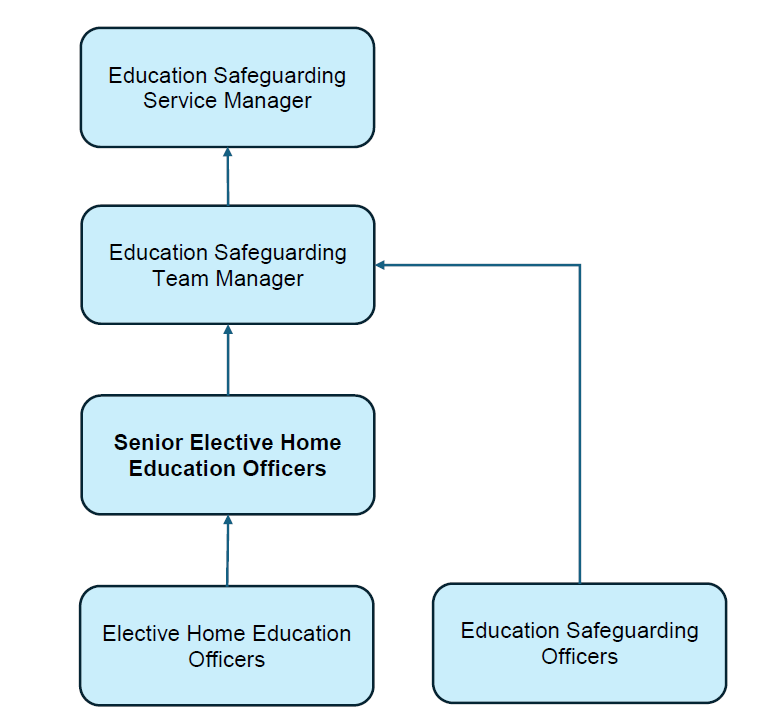 Education Safeguarding
Service Manager
Education Safeguarding
Team Manager
Senior Elective Home
Education Officers
Elective Home Education
Officers
Education Safeguarding
Officers